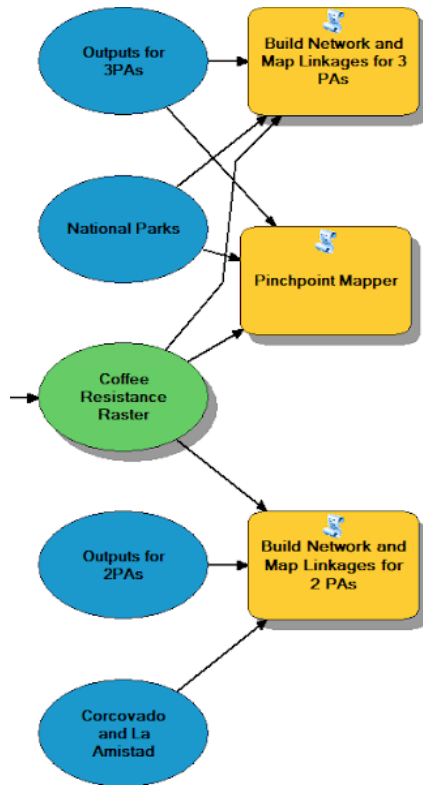 Outputs for
3PAs
Build Network and
Map Linkages for 3
PAs
National Parks
Pinchpoint Mapper
Coffee
Resistance
Raster
Outputs for
2PAs
Build Network and
Map Linkages for
2 PAs
Corcovado
and La
Amistad